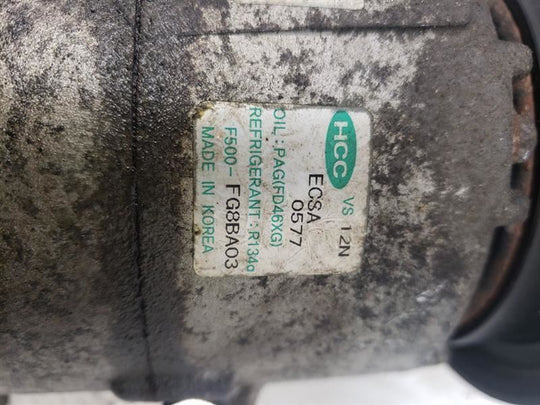 HCC VS 12N
ECSA
0577
OIL : PAG(FD46XG)
REFRIGERANT : R134a
F500-FG8BA03
MADE IN KOREA